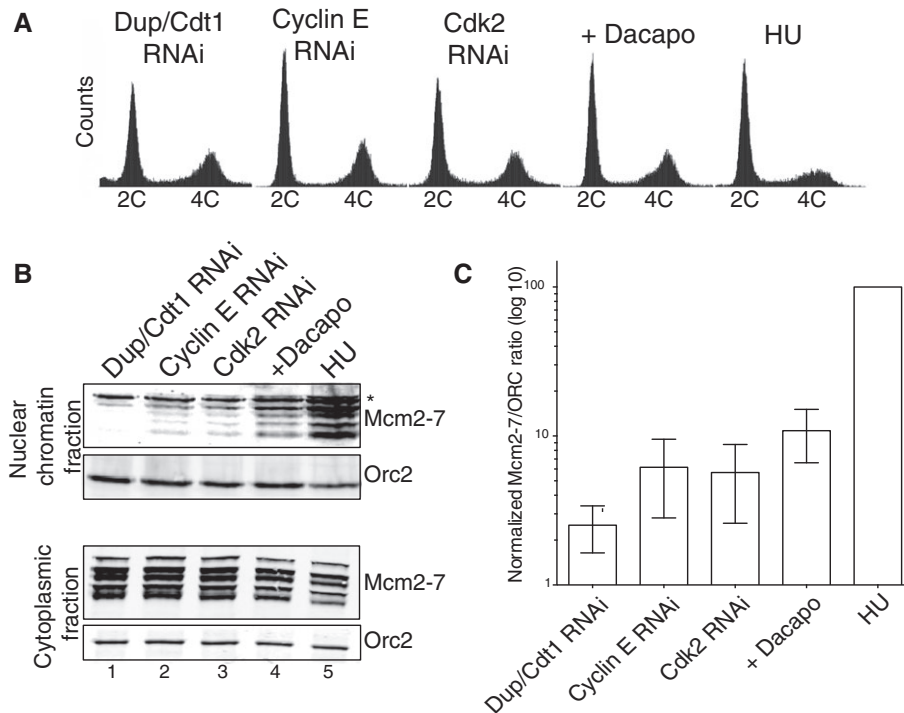 A
Dup/Cdt1
RNAi
Cyclin E
RNAi
Cdk2
RNAi
+ Dacapo
HU
Counts
2C 4C 2C 4C 2C 4C 2C 4C 2C 4C
B
Dup/Cdt1 RNAi
Cyclin E RNAi
Cdk2 RNAi
+Dacapo
HU
Nuclear
chromatin
fraction
*
Mcm2-7
Orc2
Cytoplasmic
fraction
Mcm2-7
Orc2
1 2 3 4 5
C
Normalized Mcm2-7/ORC ratio (log 10)
100
10
1
Dup/Cdt1 RNAi
Cyclin E RNAi
Cdk2 RNAi
+ Dacapo
HU